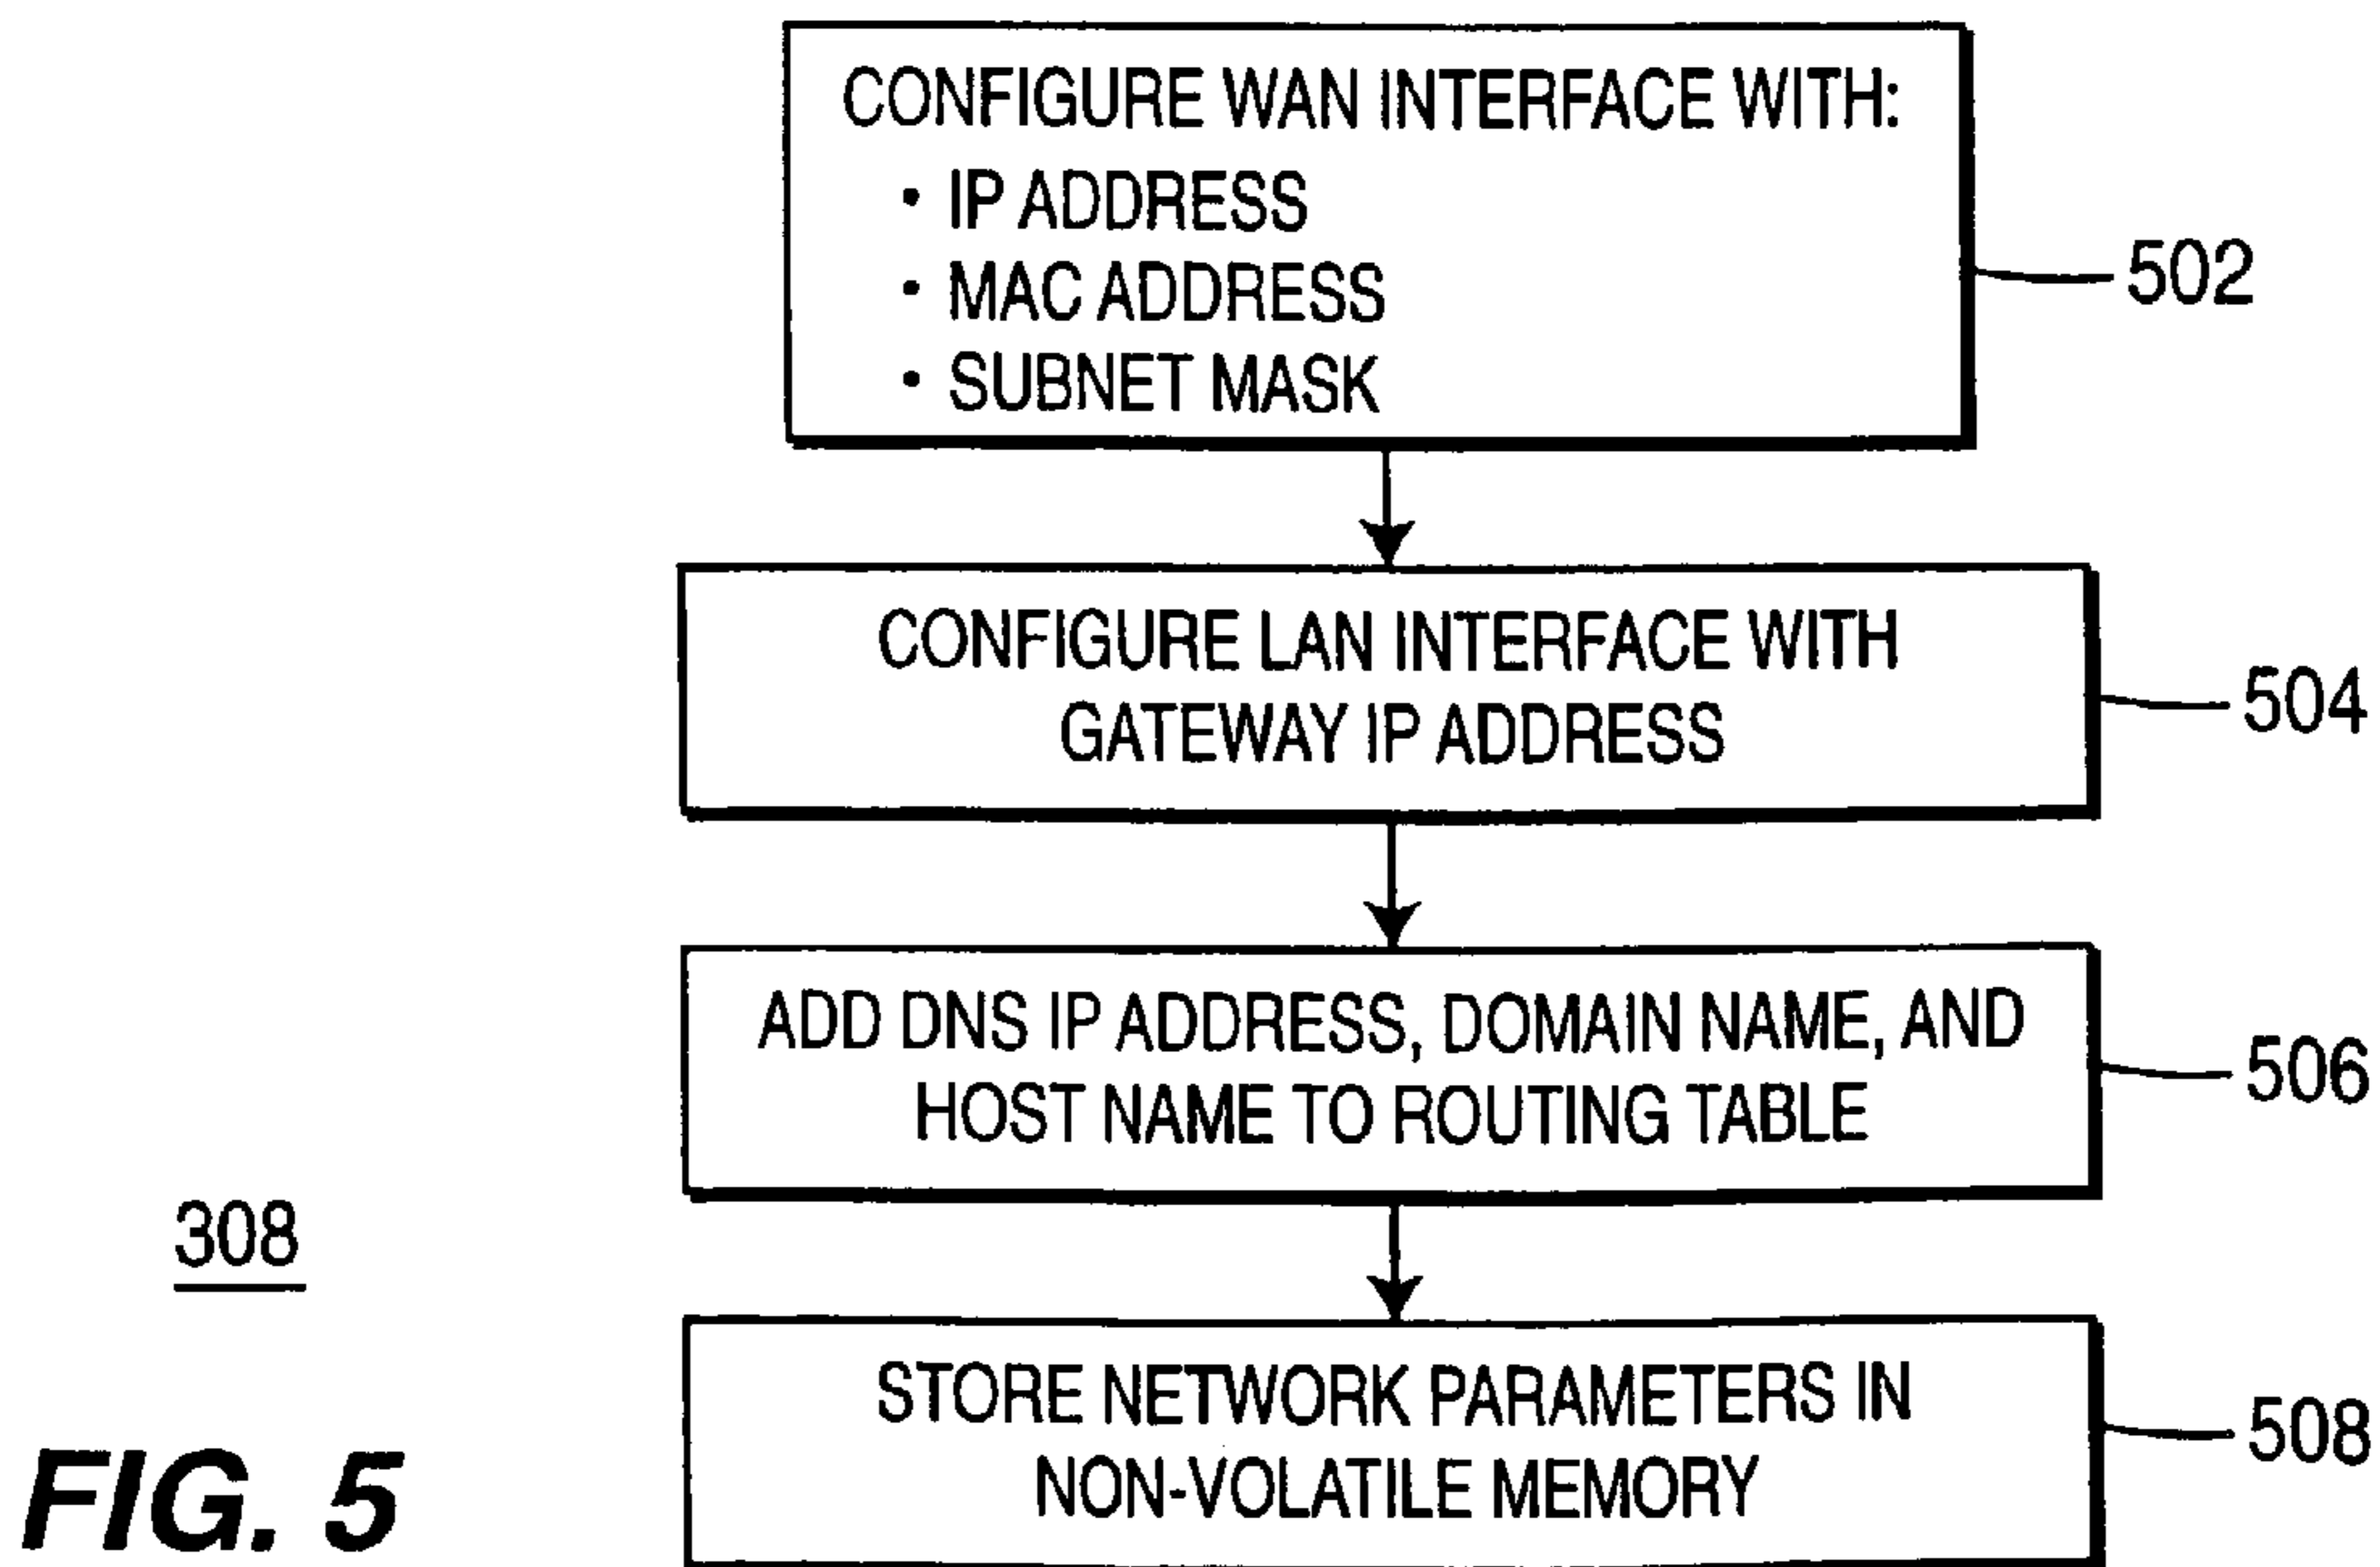 CONFIGURE WAN INTERFACE WITH:
• IP ADDRESS
• MAC ADDRESS
• SUBNET MASK
502
CONFIGURE LAN INTERFACE WITH
GATEWAY IP ADDRESS
504
ADD DNS IP ADDRESS, DOMAIN NAME, AND
HOST NAME TO ROUTING TABLE
506
STORE NETWORK PARAMETERS IN
NON-VOLATILE MEMORY
508
308
FIG. 5